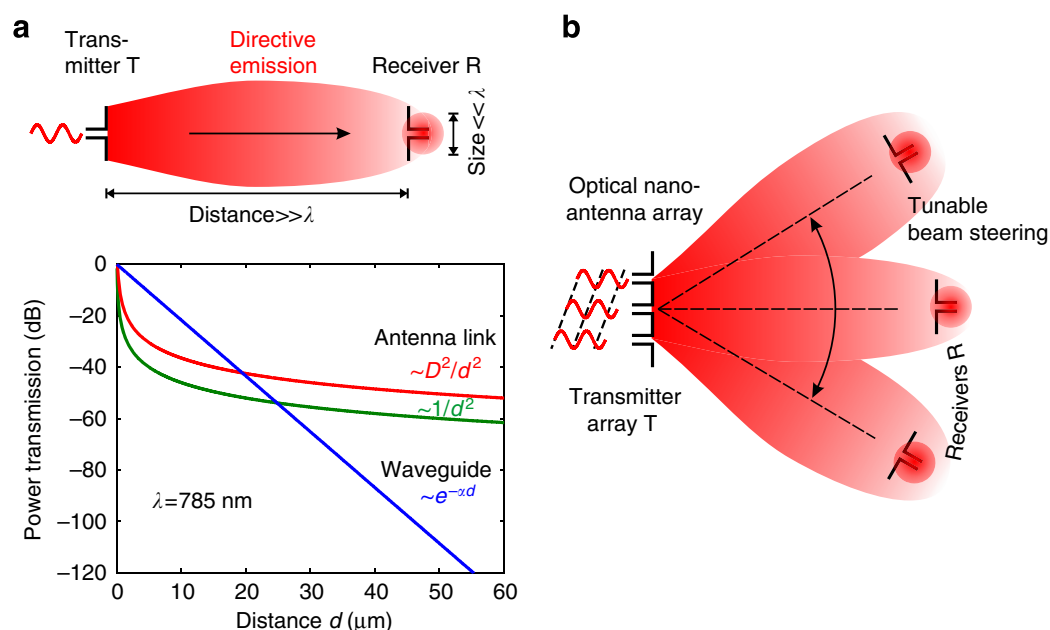 a
Trans-
mitter T
Directive
emission
Receiver R
Size<<λ
Distance>>λ
Power transmission (dB)
0
−20
−40
−60
−80
−100
−120
Antenna link
~D²/d²
~1/d²
Waveguide
~e⁻ᵅᵈ
λ=785 nm
0 10 20 30 40 50 60
Distance d (μm)
b
Optical nano-
antenna array
Tunable
beam steering
Transmitter
array T
Receivers R